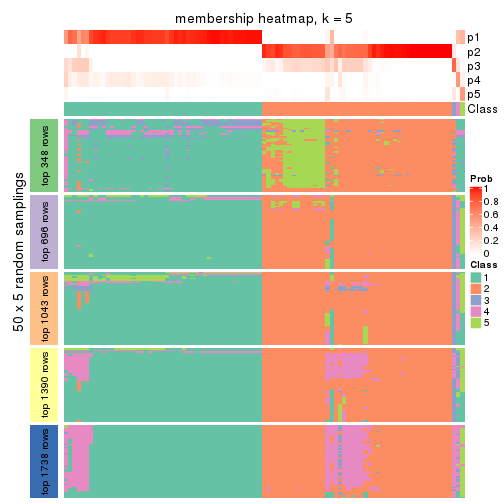 membership heatmap, k = 5
p1
p2
p3
p4
p5
Class
50 x 5 random samplings
top 348 rows
top 696 rows
top 1043 rows
top 1390 rows
top 1738 rows
Prob
1
0.8
0.6
0.4
0.2
0
Class
1
2
3
4
5